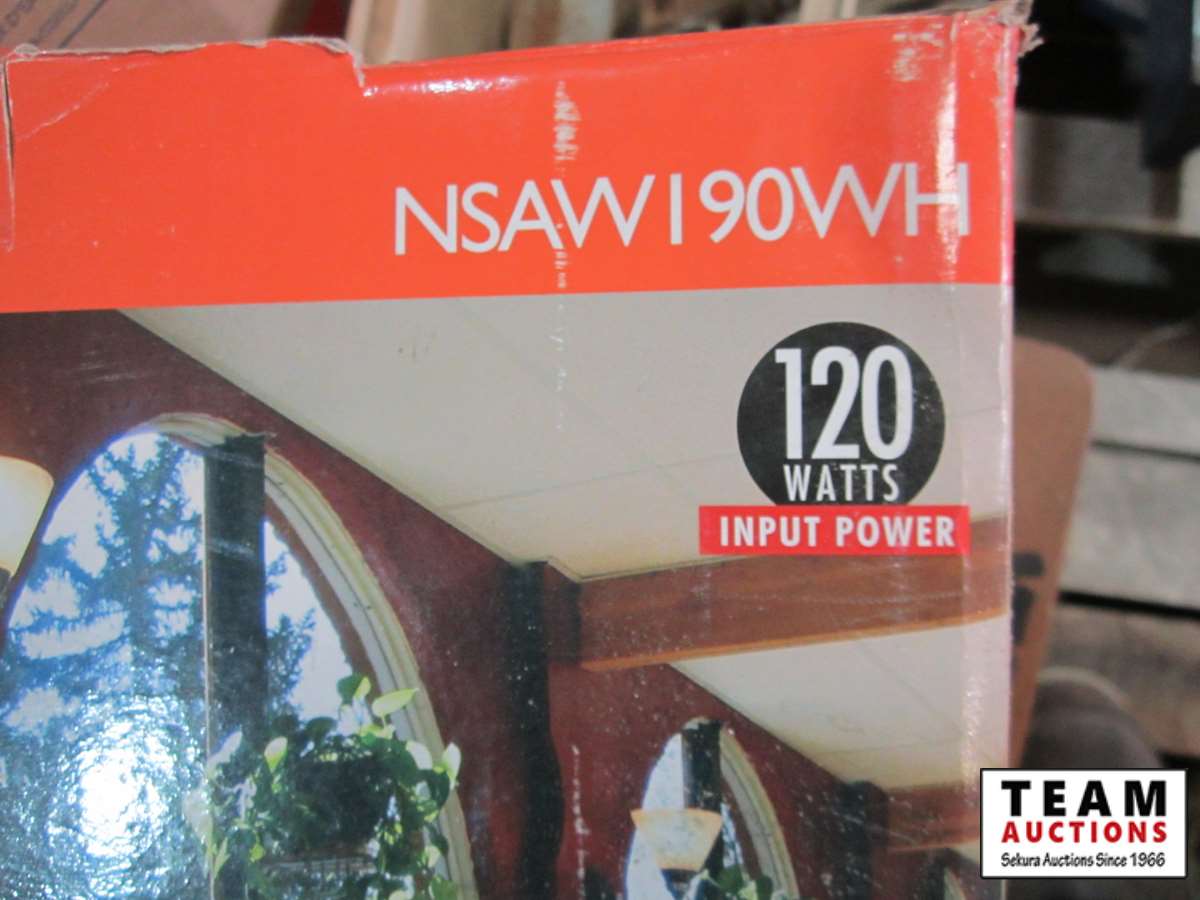 NSAW190WH
120
WATTS
INPUT POWER
TEAM
AUCTIONS
Sekura Auctions Since 1966